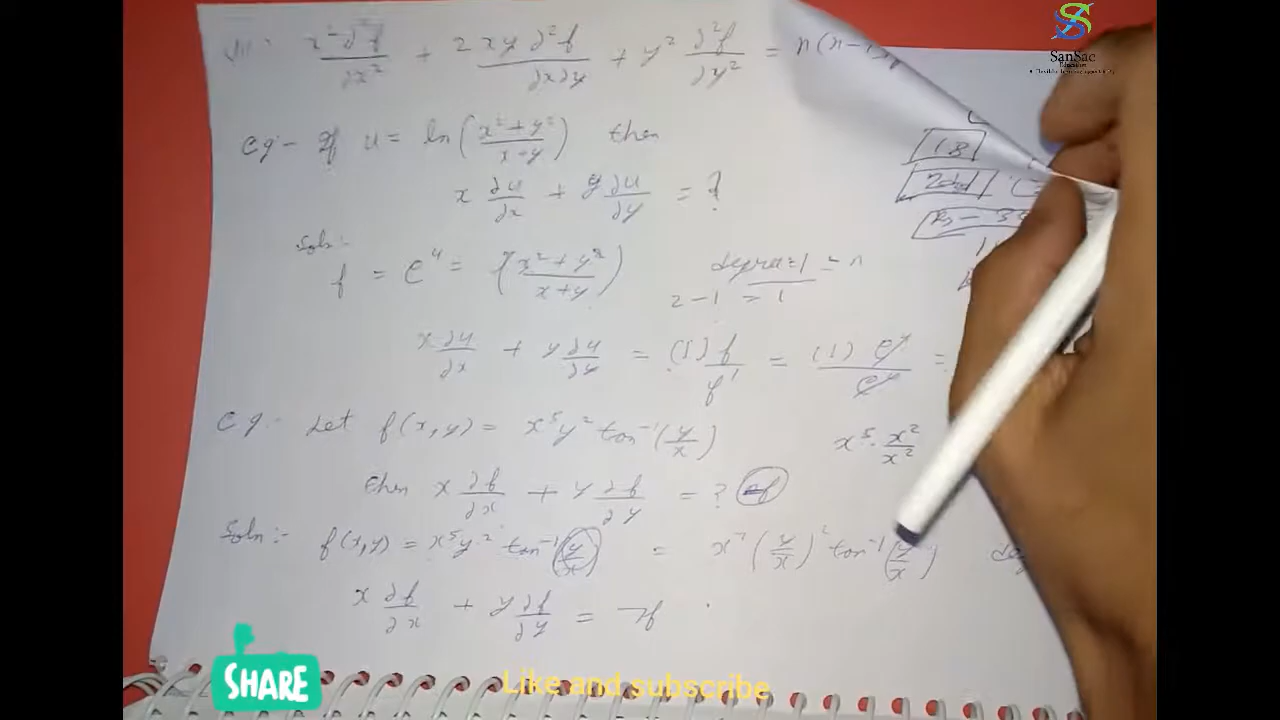 x² ∂²f/∂x² + 2xy ∂²f/∂x∂y + y² ∂²f/∂y² = n(n-1)
eg- If u = ln(x²+y²/x+y) then
x ∂u/∂x + y ∂u/∂y = ?
Soln:-
f = e^u = (x²+y²/x+y) degree=1 = n
2-1 = 1
x ∂u/∂x + y ∂u/∂y = (1) f/f' = (1) e^u/e^u =
eg- Let f(x,y) = x⁵y² tan⁻¹(y/x) x⁵. x²/x²
then x ∂f/∂x + y ∂f/∂y = ?
Soln:- f(x,y) = x⁵y² tan⁻¹(y/x) = x⁷ (y/x)² tan⁻¹(y/x)
x ∂f/∂x + y ∂f/∂y = 7f
18
SanSac
Education
SHARE
Like and subscribe